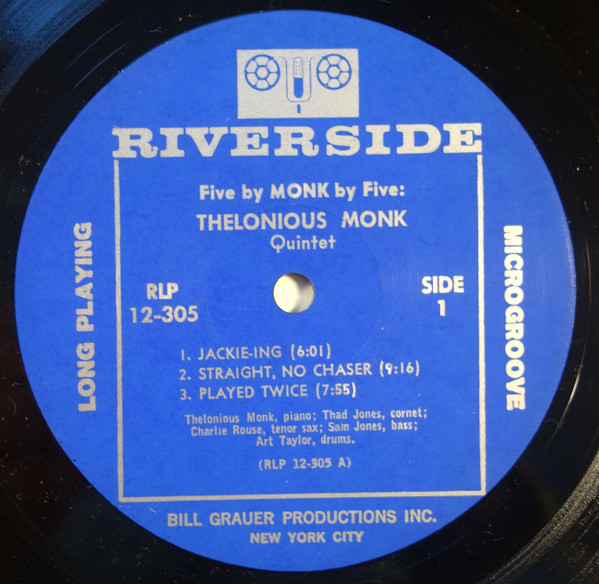 RIVERSIDE
Five by MONK by Five:
THELONIOUS MONK
Quintet
LONG PLAYING
RLP
12-305
SIDE
1
MICROGROOVE
1. JACKIE-ING (6:01)
2. STRAIGHT, NO CHASER (9:16)
3. PLAYED TWICE (7:55)
Thelonious Monk, piano; Thad Jones, cornet;
Charlie Rouse, tenor sax; Sam Jones, bass;
Art Taylor, drums.
(RLP 12-305 A)
BILL GRAUER PRODUCTIONS INC.
NEW YORK CITY